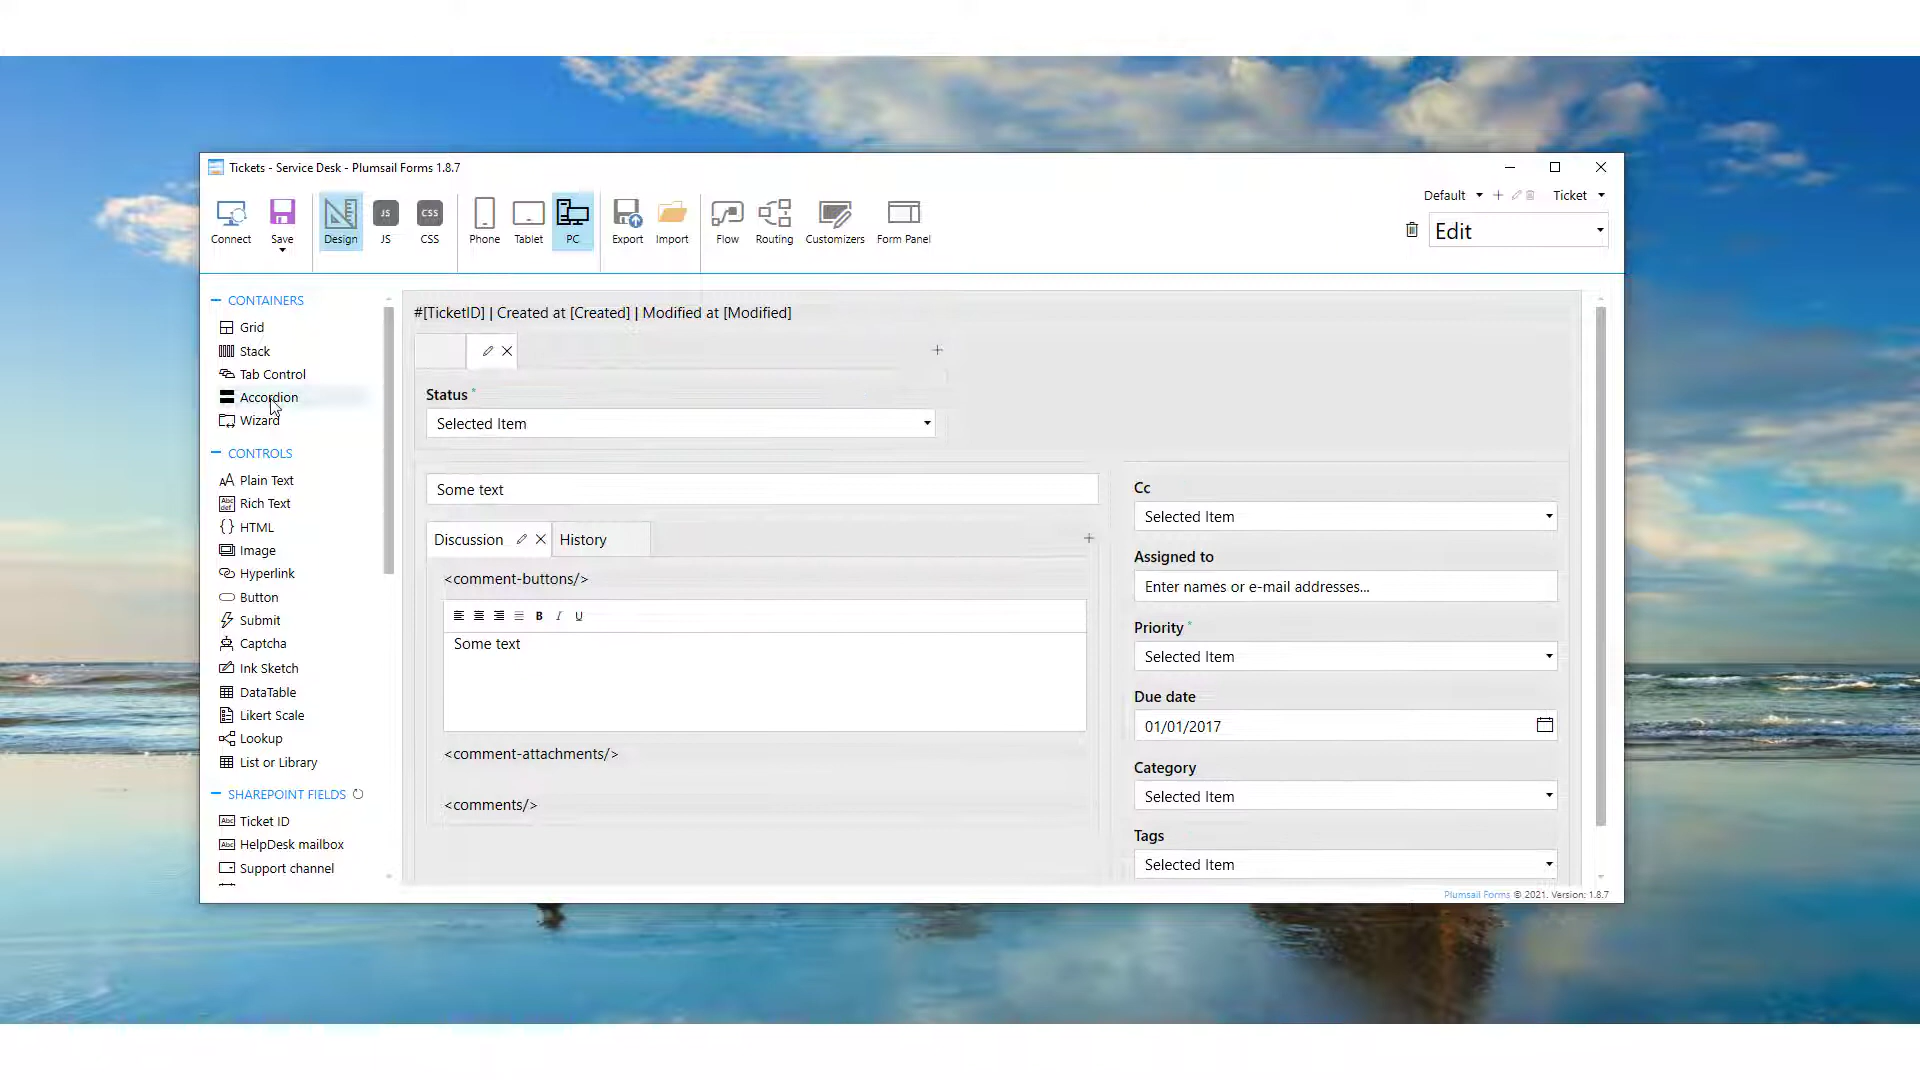 Tickets - Service Desk - Plumsail Forms 1.8.7
Default
Ticket
Connect
Save
Design
JS
JS
CSS
CSS
Phone
Tablet
PC
Export
Import
Flow
Routing
Customizers
Form Panel
Edit
CONTAINERS
Grid
Stack
Tab Control
Accordion
Wizard
CONTROLS
Plain Text
Rich Text
HTML
Image
Hyperlink
Button
Submit
Captcha
Ink Sketch
DataTable
Likert Scale
Lookup
List or Library
SHAREPOINT FIELDS
Ticket ID
HelpDesk mailbox
Support channel
#[TicketID] | Created at [Created] | Modified at [Modified]
Status *
Selected Item
Some text
Discussion
History
<comment-buttons/>
B I U
Some text
<comment-attachments/>
<comments/>
Cc
Selected Item
Assigned to
Enter names or e-mail addresses...
Priority *
Selected Item
Due date
01/01/2017
Category
Selected Item
Tags
Selected Item
Plumsail Forms © 2021. Version: 1.8.7